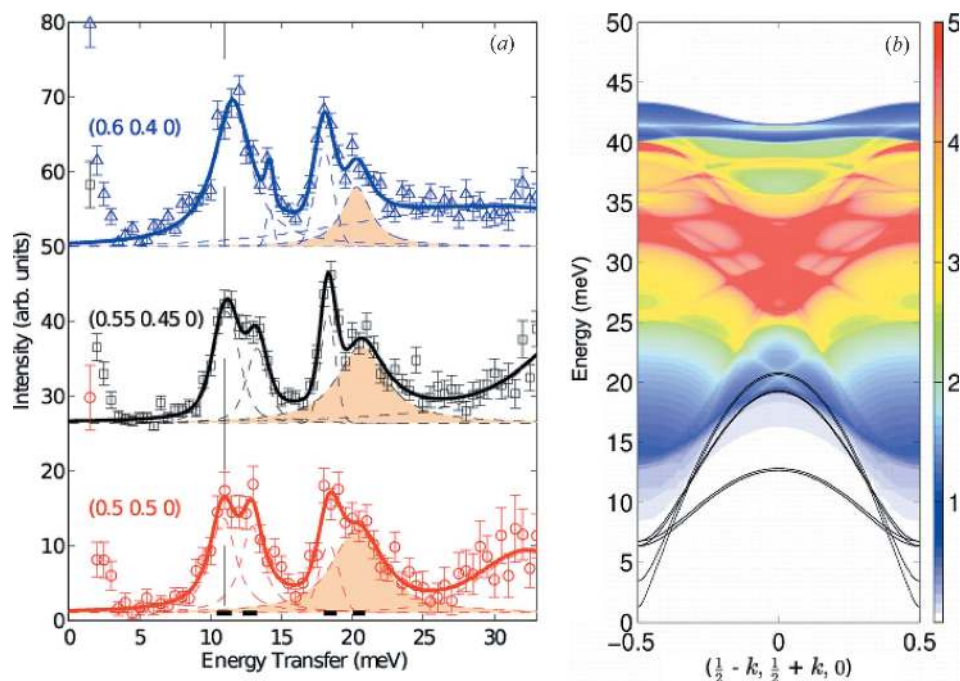 80
70
60
50
40
30
20
10
0
0 5 10 15 20 25 30
Intensity (arb. units)
Energy Transfer (meV)
(a)
(0.6 0.4 0)
(0.55 0.45 0)
(0.5 0.5 0)
50
45
40
35
30
25
20
15
10
5
0
−0.5 0 0.5
Energy (meV)
(1/2 - k, 1/2 + k, 0)
(b)
5
4
3
2
1